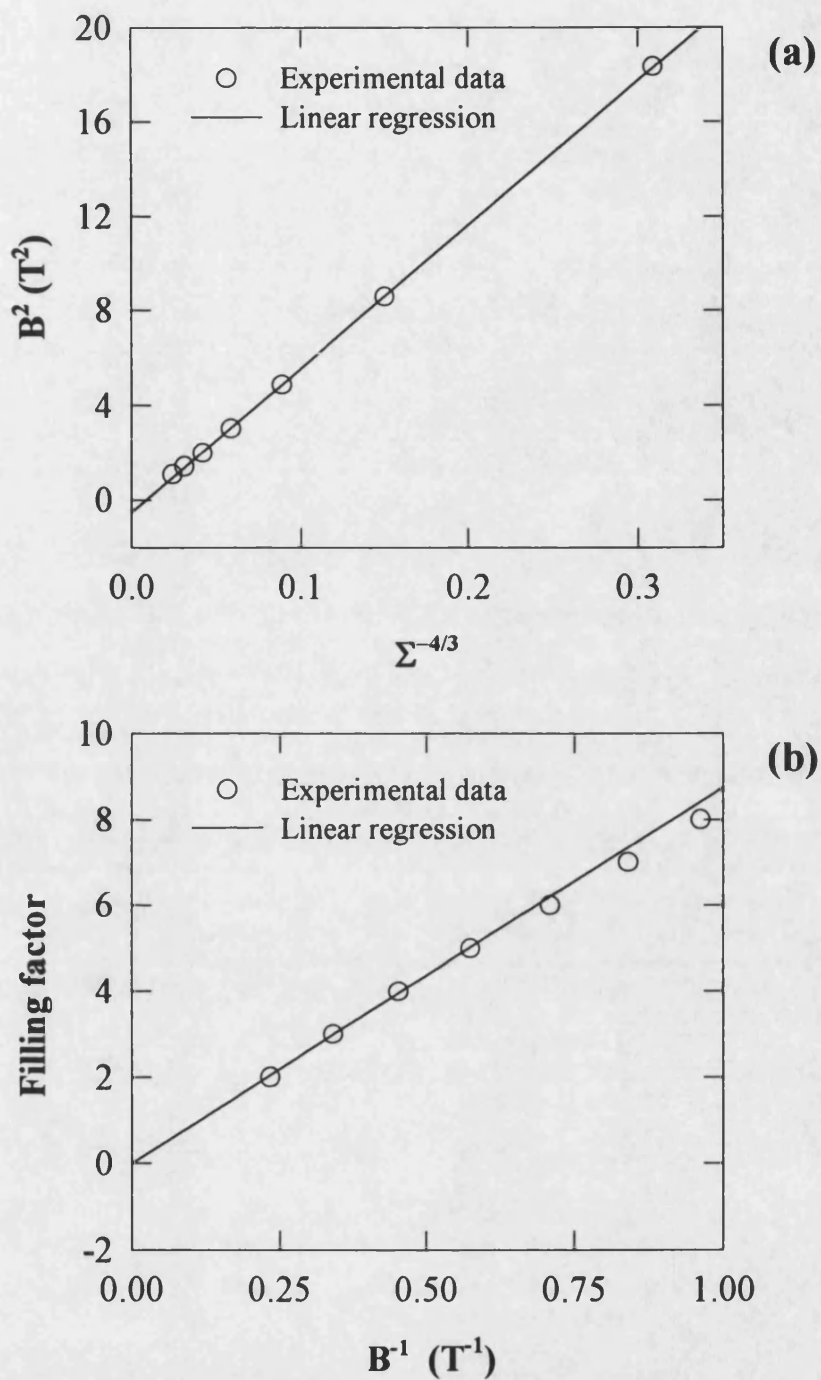 (a)
20
16
12
8
4
0
B² (T²)
Experimental data
Linear regression
0.0 0.1 0.2 0.3
Σ⁻⁴/³
(b)
10
8
6
4
2
0
-2
Filling factor
Experimental data
Linear regression
0.00 0.25 0.50 0.75 1.00
B⁻¹ (T⁻¹)